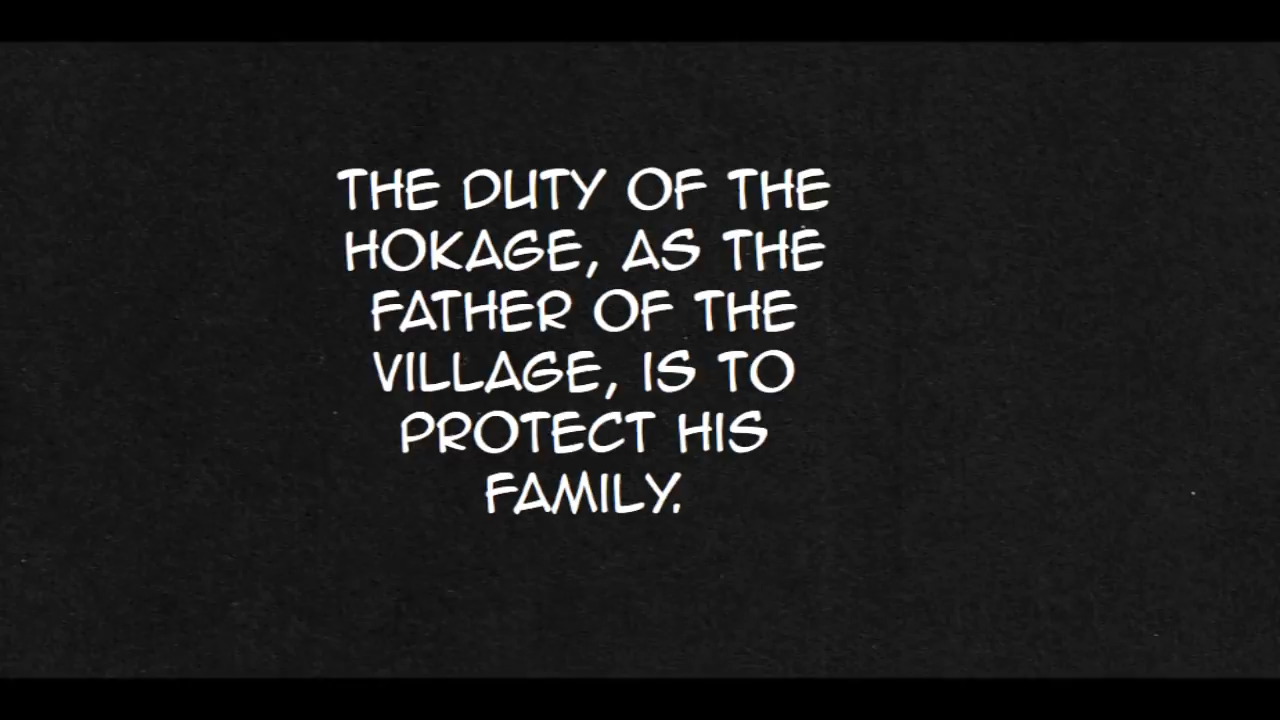 THE DUTY OF THE
HOKAGE, AS THE
FATHER OF THE
VILLAGE, IS TO
PROTECT HIS
FAMILY.